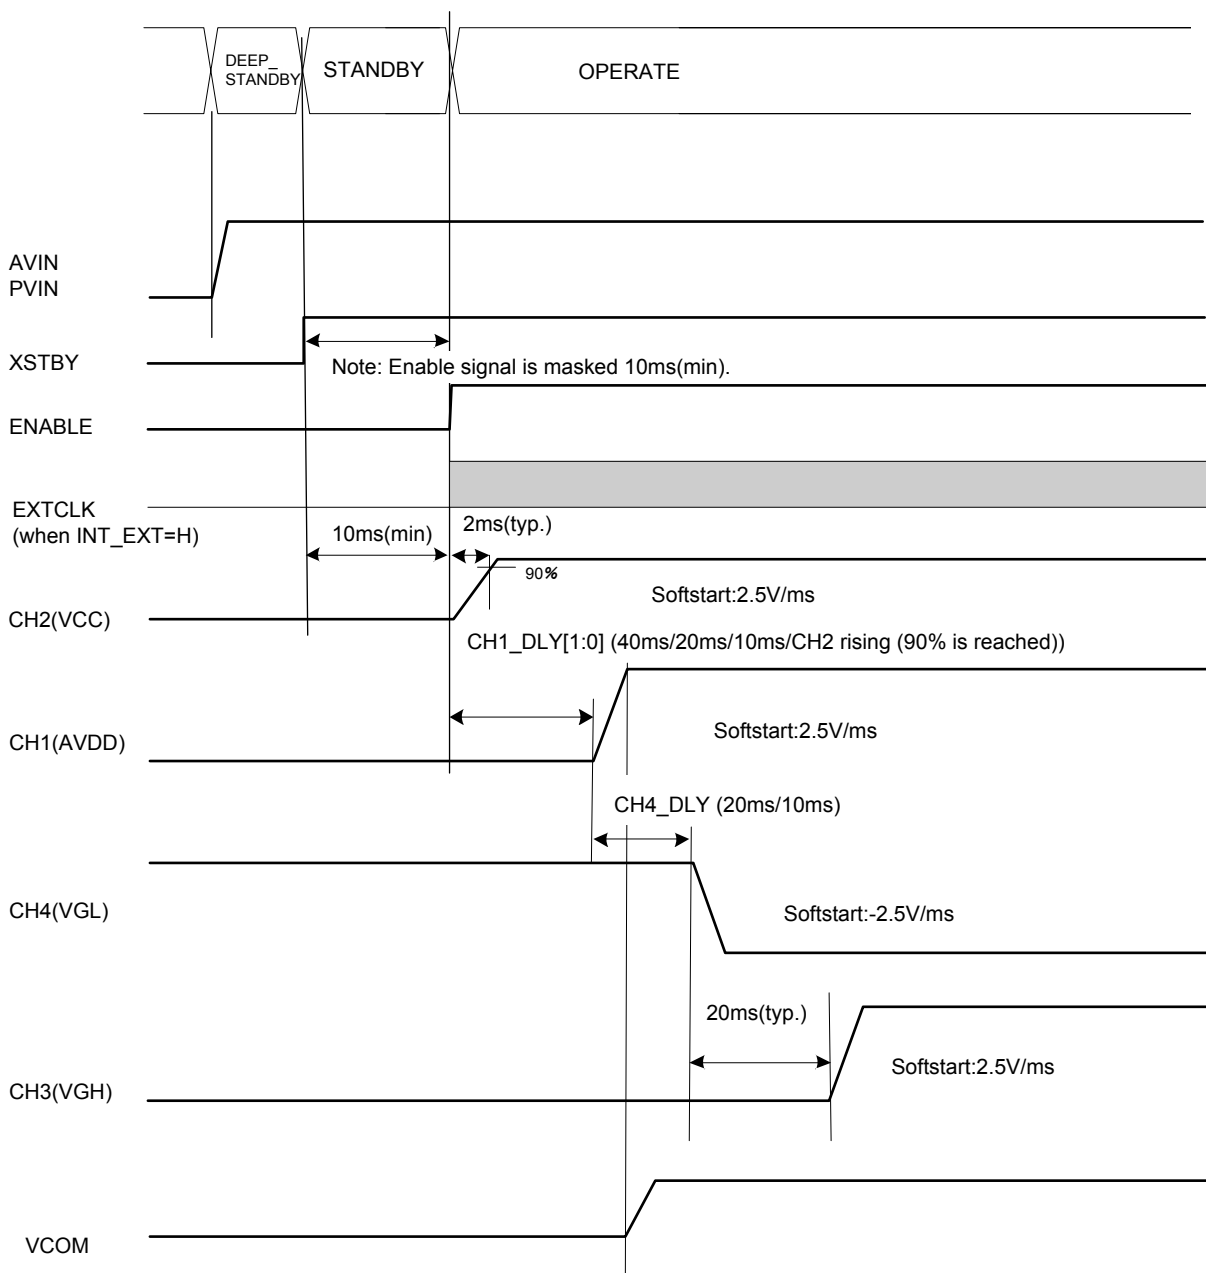 DEEP_
STANDBY
STANDBY
OPERATE
AVIN
PVIN
XSTBY
Note: Enable signal is masked 10ms(min).
ENABLE
EXTCLK
(when INT_EXT=H)
10ms(min)
2ms(typ.)
90%
Softstart:2.5V/ms
CH2(VCC)
CH1_DLY[1:0] (40ms/20ms/10ms/CH2 rising (90% is reached))
Softstart:2.5V/ms
CH1(AVDD)
CH4_DLY (20ms/10ms)
CH4(VGL)
Softstart:-2.5V/ms
20ms(typ.)
Softstart:2.5V/ms
CH3(VGH)
VCOM